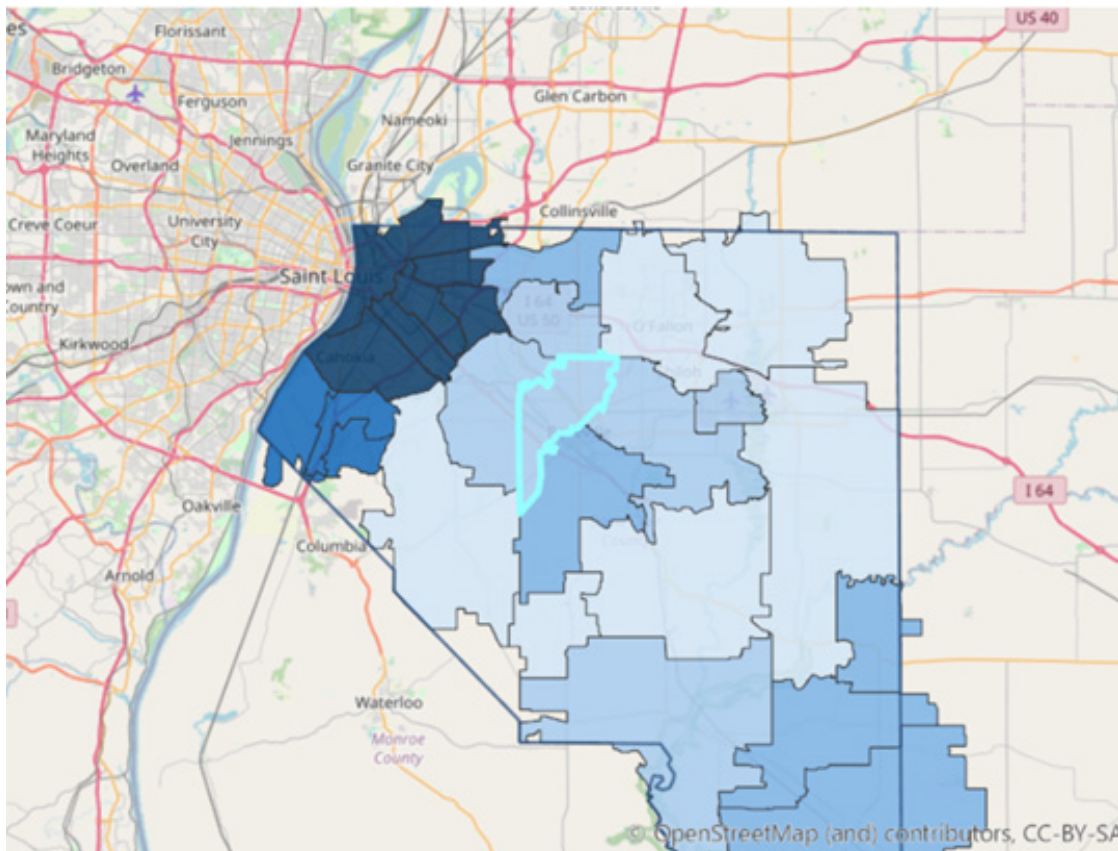 US 40
Florissant
Bridgeton
Glen Carbon
Ferguson
Nameoki
Maryland
Heights
Jennings
Overland
Granite City
Creve Coeur
University
City
Collinsville
Saint Louis
own and
Country
I 64
US 50
O'Fallon
Kirkwood
Cahokia
I 64
Oakville
Columbia
Arnold
Waterloo
Monroe
County
© OpenStreetMap (and) contributors, CC-BY-SA